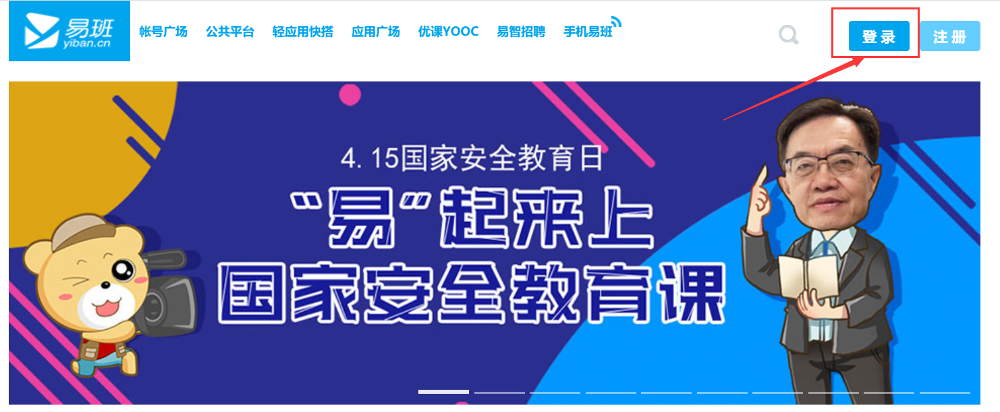 易班
yiban.cn
帐号广场 公共平台 轻应用快搭 应用广场 优课YOOC 易智招聘 手机易班
登录 注册
4.15国家安全教育日
“易”起来上
国家安全教育课